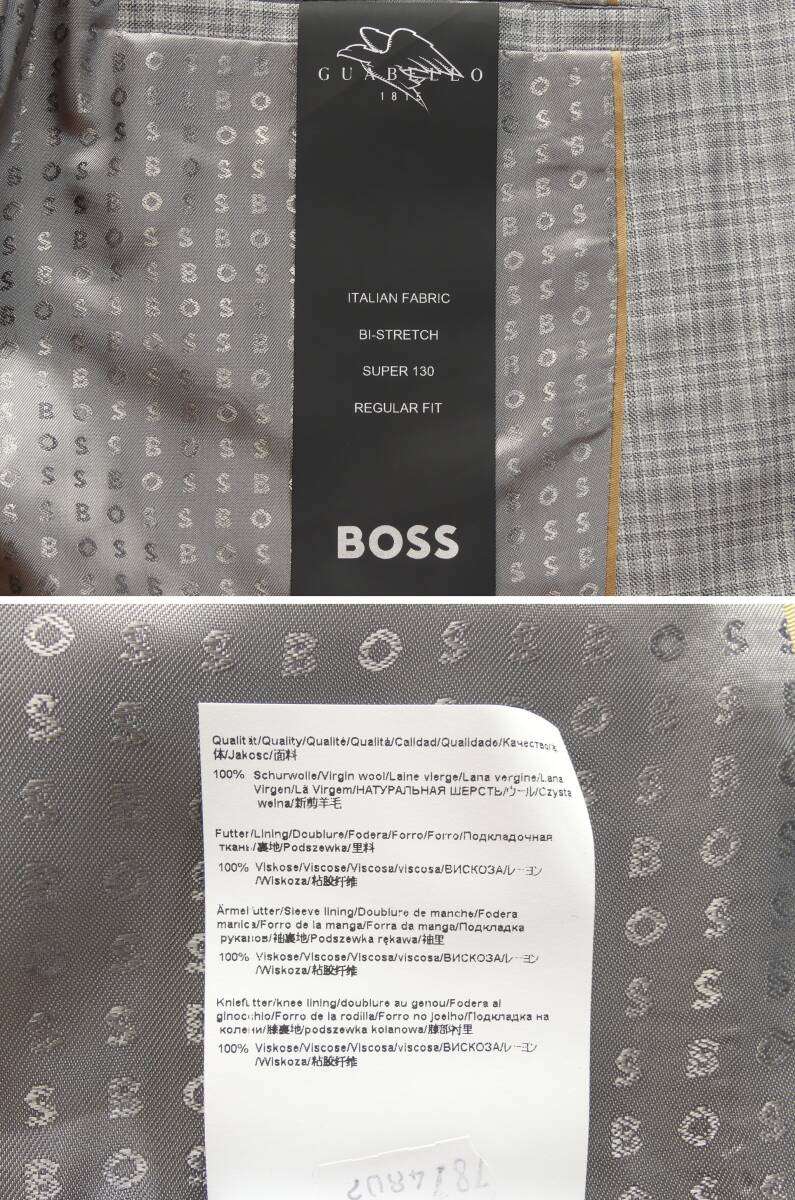 GUABELLO
1815
ITALIAN FABRIC
BI-STRETCH
SUPER 130
REGULAR FIT
BOSS
Qualität/Quality/Qualité/Qualità/Calidad/Qualidade/Качество/
体/Jakosc/面料
100% Schurwolle/Virgin wool/Laine vierge/Lana vergine/Lana
Virgen/Lã Virgem/НАТУРАЛЬНАЯ ШЕРСТЬ/ウール/Czysta
welna/新剪羊毛
Futter/Lining/Doublure/Fodera/Forro/Forro/Подкладочная
ткань/裏地/Podszewka/里料
100% Viskose/Viscose/Viscosa/viscosa/ВИСКОЗА/レーヨン
/Wiskoza/粘胶纤维
Ärmelfutter/Sleeve lining/Doublure de manche/Fodera
manica/Forro de la manga/Forra da manga/Подкладка
рукавов/袖裏地/Podszewka rękawa/袖里
100% Viskose/Viscose/Viscosa/viscosa/ВИСКОЗА/レーヨン
/Wiskoza/粘胶纤维
Kniefutter/knee lining/doublure au genou/Fodera al
ginocchio/Forro de la rodilla/Forro no joelho/Подкладка на
колени/膝裏地/podszewka kolanowa/膝部衬里
100% Viskose/Viscose/Viscosa/viscosa/ВИСКОЗА/レーヨン
/Wiskoza/粘胶纤维